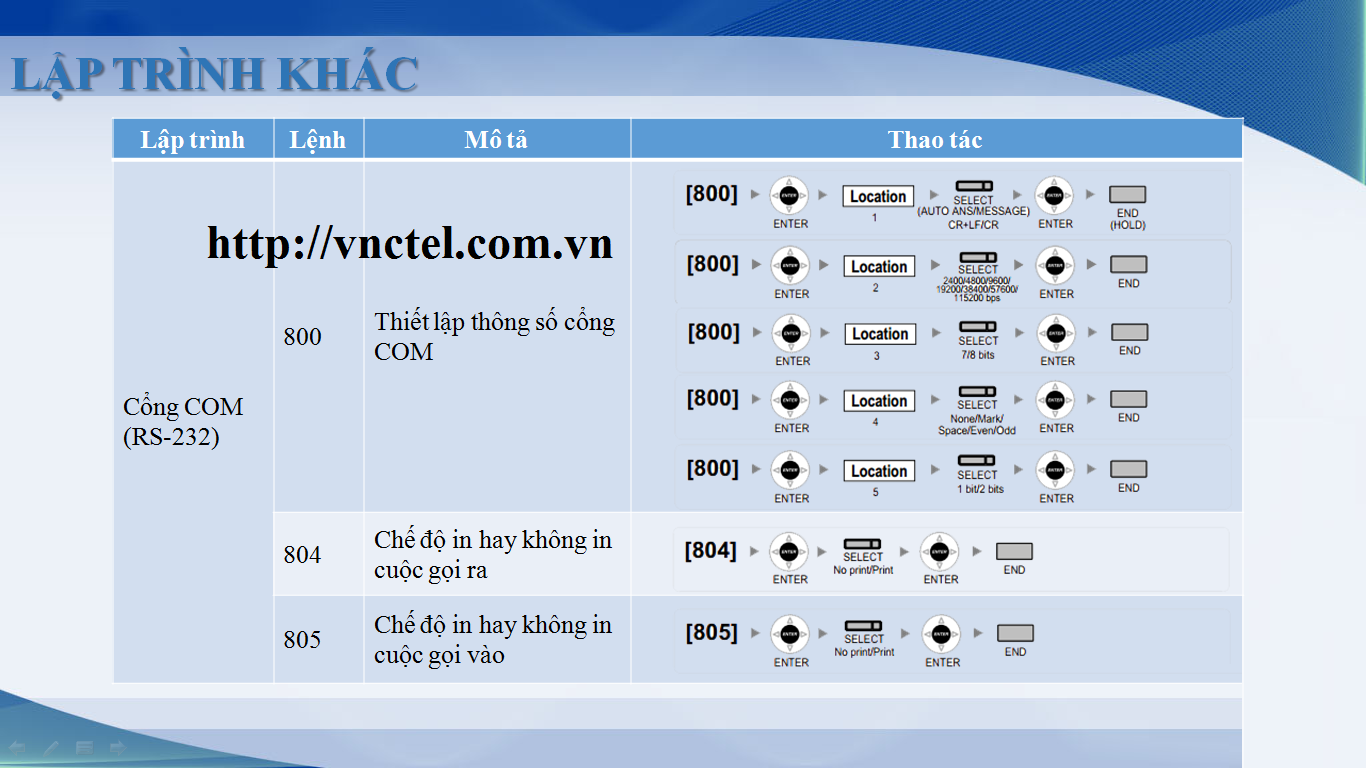 LẬP TRÌNH KHÁC
Lập trình Lệnh Mô tả Thao tác
http://vnctel.com.vn
Cổng COM
(RS-232)
800
Thiết lập thông số cổng
COM
[800] ENTER Location 1 SELECT ENTER END
(AUTO ANS/MESSAGE) (HOLD)
CR+LF/CR
[800] ENTER Location 2 SELECT ENTER END
2400/4800/9600/
19200/38400/57600/
115200 bps
[800] ENTER Location 3 SELECT ENTER END
7/8 bits
[800] ENTER Location 4 SELECT ENTER END
None/Mark/
Space/Even/Odd
[800] ENTER Location 5 SELECT ENTER END
1 bit/2 bits
804
Chế độ in hay không in
cuộc gọi ra
[804] ENTER SELECT ENTER END
No print/Print
805
Chế độ in hay không in
cuộc gọi vào
[805] ENTER SELECT ENTER END
No print/Print